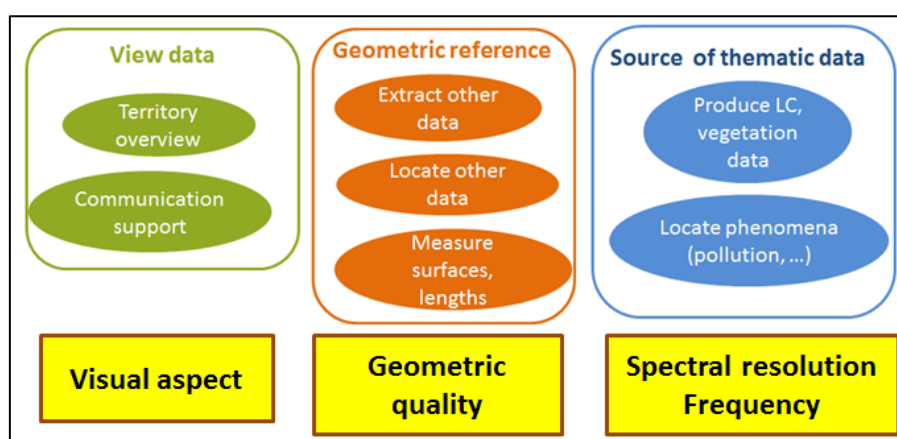 View data
Territory
overview
Communication
support
Geometric reference
Extract other
data
Locate other
data
Measure
surfaces,
lengths
Source of thematic data
Produce LC,
vegetation
data
Locate phenomena
(pollution, ...)
Visual aspect
Geometric
quality
Spectral resolution
Frequency